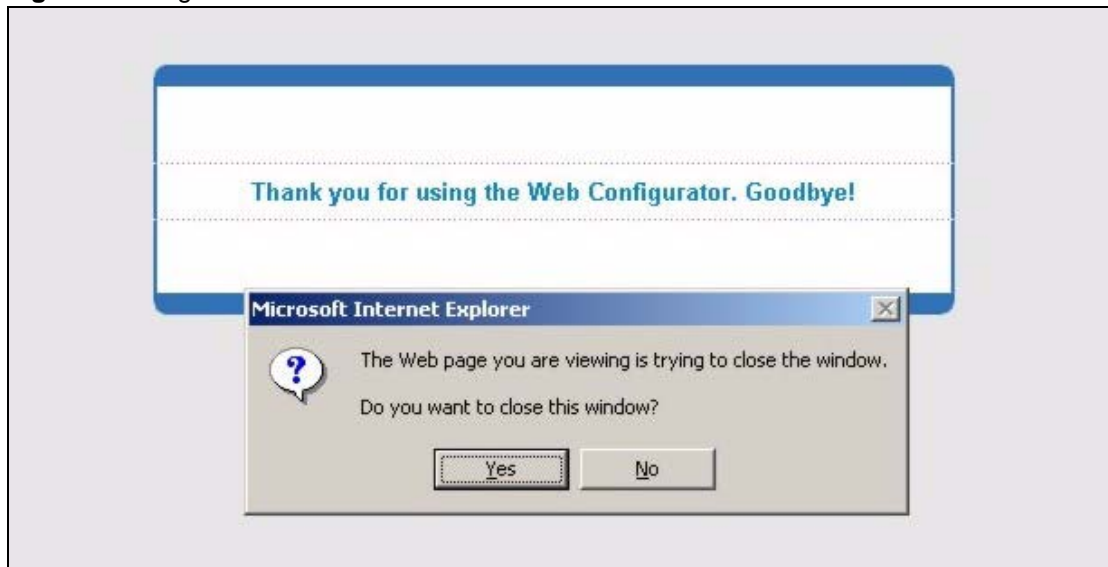 Thank you for using the Web Configurator. Goodbye!
Microsoft Internet Explorer
?
The Web page you are viewing is trying to close the window.
Do you want to close this window?
Yes No